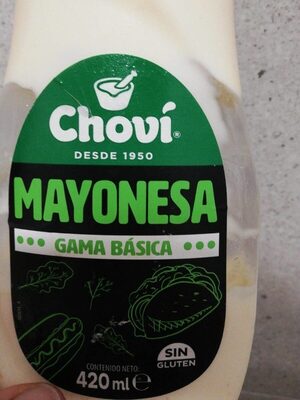 Choví®
DESDE 1950
MAYONESA
GAMA BÁSICA
SIN
GLUTEN
CONTENIDO NETO:
420 ml e